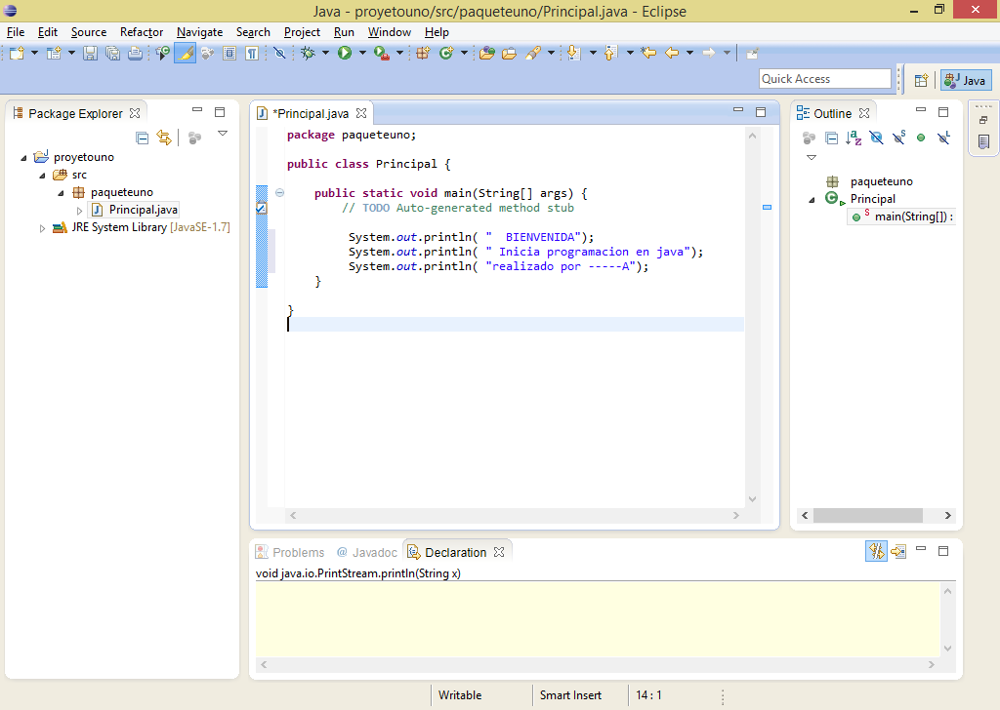 Java - proyetouno/src/paqueteuno/Principal.java - Eclipse
File Edit Source Refactor Navigate Search Project Run Window Help
Quick Access
Java
Package Explorer
proyetouno
src
paqueteuno
Principal.java
JRE System Library [JavaSE-1.7]
*Principal.java
package paqueteuno;
public class Principal {
public static void main(String[] args) {
// TODO Auto-generated method stub
System.out.println( "  BIENVENIDA");
System.out.println( " Inicia programacion en java");
System.out.println( "realizado por -----A");
}
}
Outline
paqueteuno
Principal
main(String[]) :
Problems @ Javadoc Declaration
void java.io.PrintStream.println(String x)
Writable Smart Insert 14 : 1